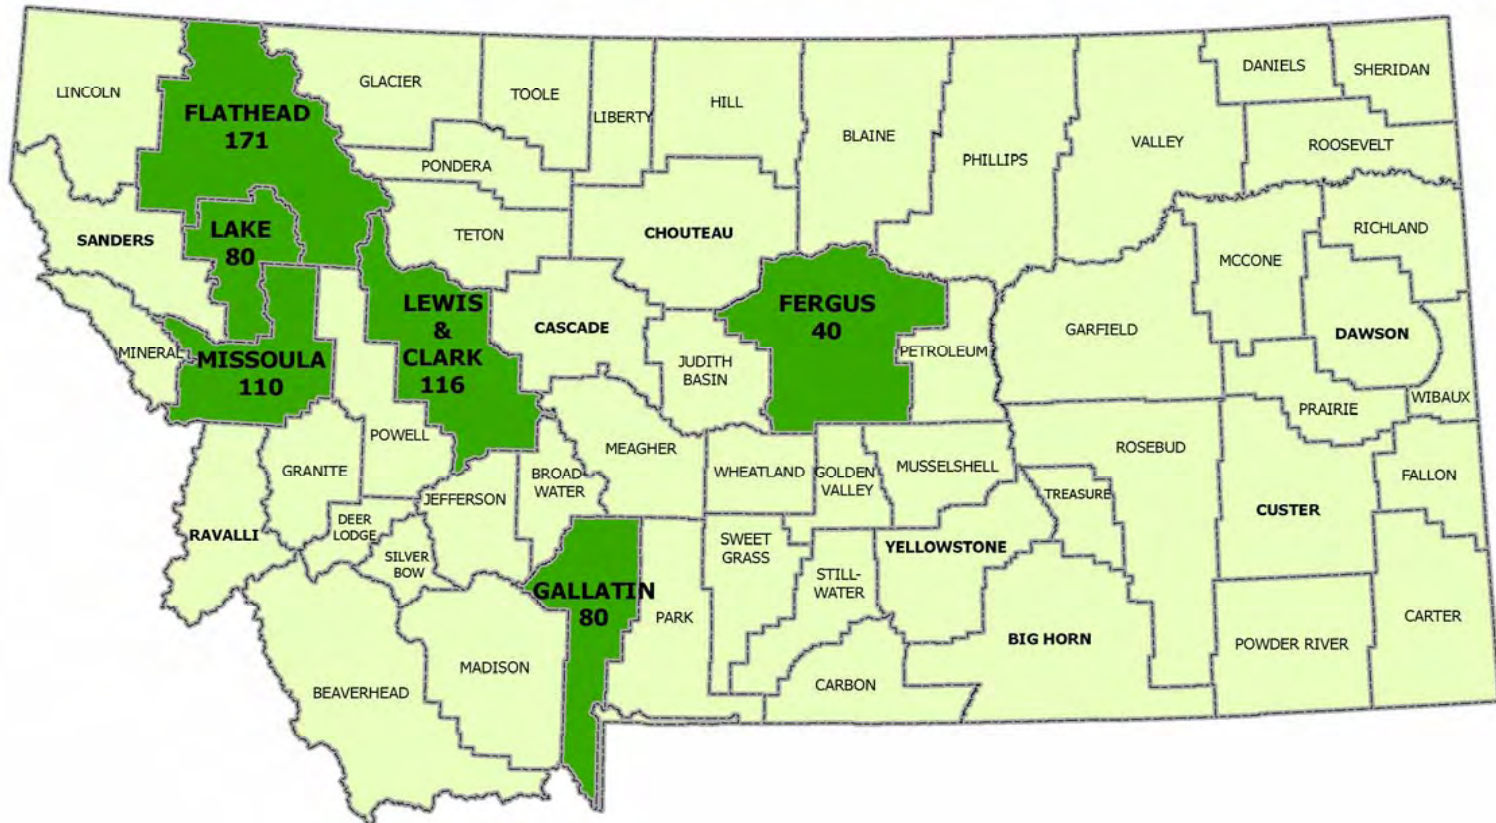 LINCOLN
FLATHEAD
171
GLACIER
TOOLE
LIBERTY
HILL
BLAINE
PHILLIPS
VALLEY
DANIELS
SHERIDAN
ROOSEVELT
PONDERA
SANDERS
LAKE
80
TETON
CHOUTEAU
MCCONE
RICHLAND
MINERAL
MISSOULA
110
LEWIS
&
CLARK
116
CASCADE
JUDITH
BASIN
FERGUS
40
PETROLEUM
GARFIELD
DAWSON
PRAIRIE
WIBAUX
POWELL
GRANITE
MEAGHER
WHEATLAND
GOLDEN
VALLEY
MUSSELSHELL
ROSEBUD
TREASURE
CUSTER
FALLON
RAVALLI
DEER
LODGE
SILVER
BOW
JEFFERSON
BROAD-
WATER
GALLATIN
80
PARK
SWEET
GRASS
STILL-
WATER
YELLOWSTONE
BIG HORN
POWDER RIVER
CARTER
BEAVERHEAD
MADISON
CARBON